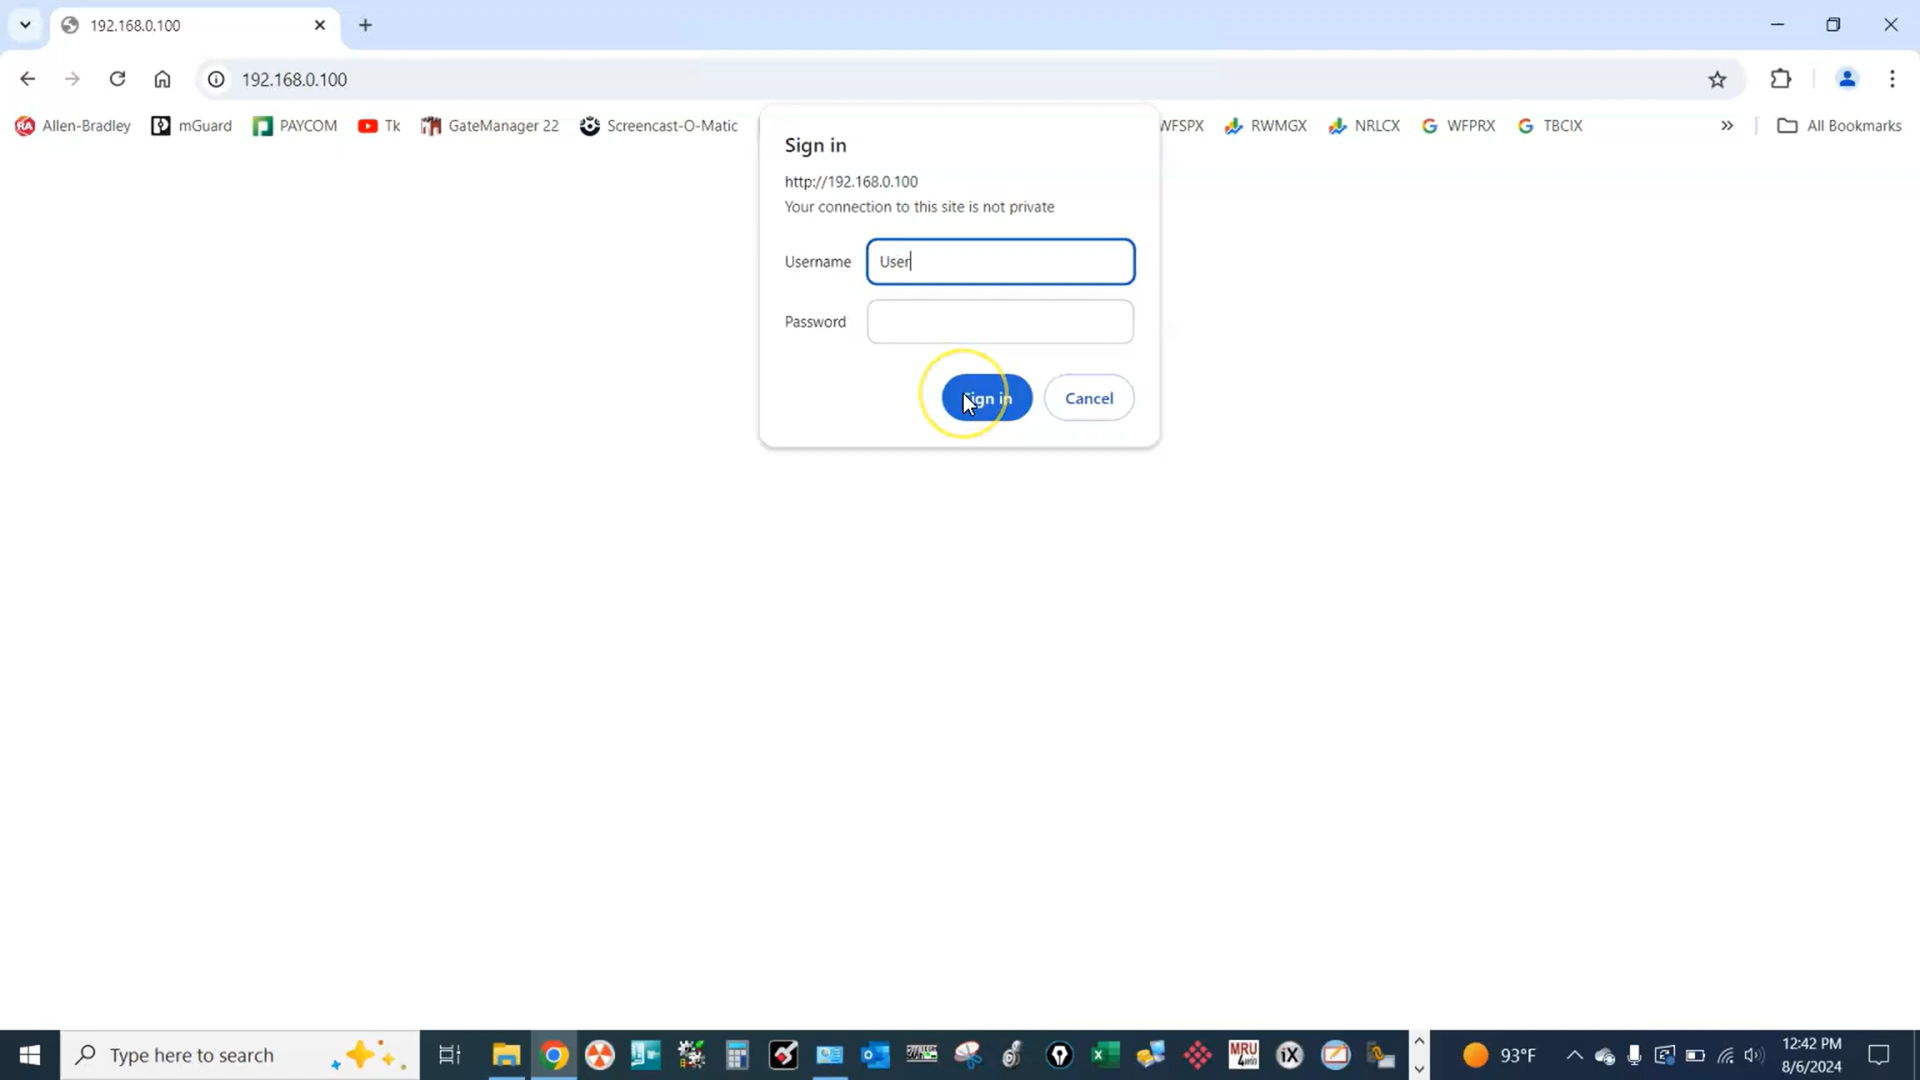 192.168.0.100
192.168.0.100
Allen-Bradley mGuard PAYCOM Tk GateManager 22 Screencast-O-Matic WFSPX RWMGX NRLCX WFPRX TBCIX All Bookmarks
Sign in
http://192.168.0.100
Your connection to this site is not private
Username User
Password
Sign in Cancel
Type here to search
MRU
iX
93°F
12:42 PM
8/6/2024